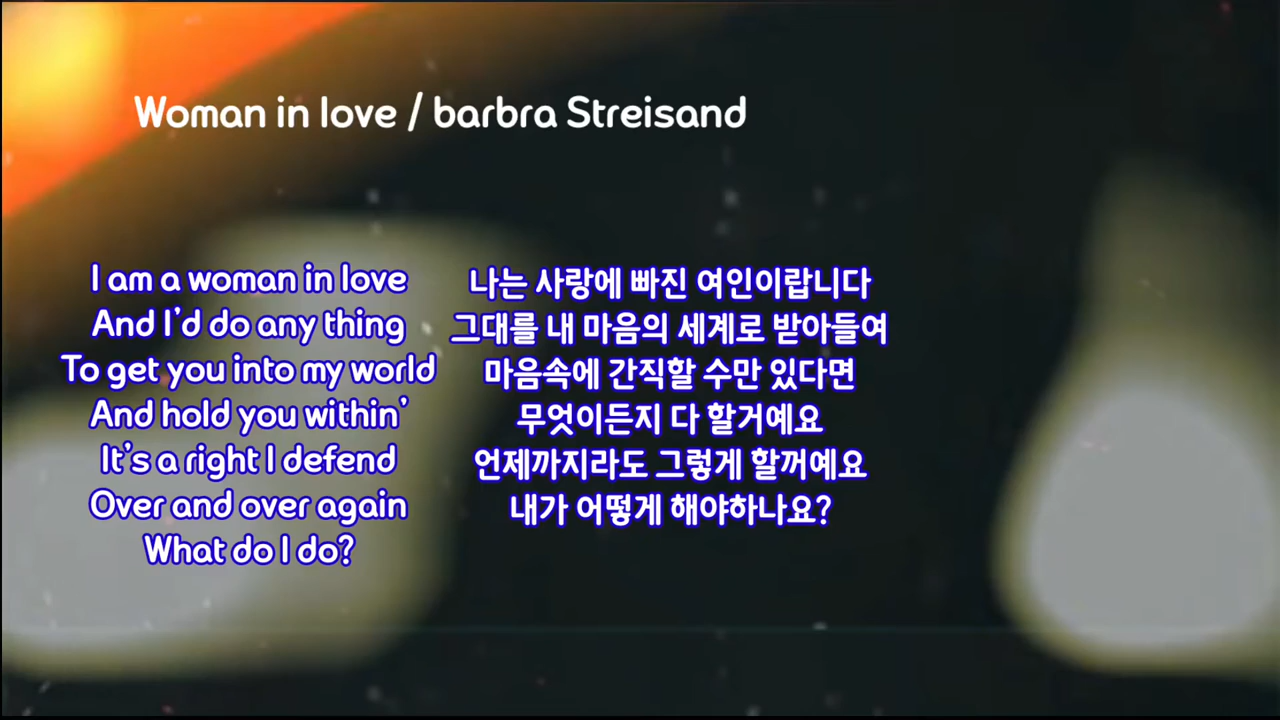 Woman in love / barbra Streisand
I am a woman in love
And I'd do any thing
To get you into my world
And hold you within'
It's a right I defend
Over and over again
What do I do?
나는 사랑에 빠진 여인이랍니다
그대를 내 마음의 세계로 받아들여
마음속에 간직할 수만 있다면
무엇이든지 다 할거예요
언제까지라도 그렇게 할꺼예요
내가 어떻게 해야하나요?